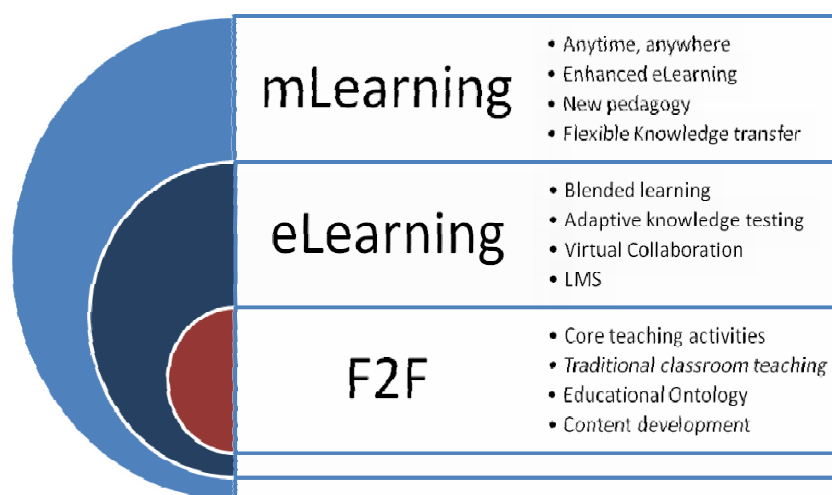 mLearning
• Anytime, anywhere
• Enhanced eLearning
• New pedagogy
• Flexible Knowledge transfer
eLearning
• Blended learning
• Adaptive knowledge testing
• Virtual Collaboration
• LMS
F2F
• Core teaching activities
• Traditional classroom teaching
• Educational Ontology
• Content development